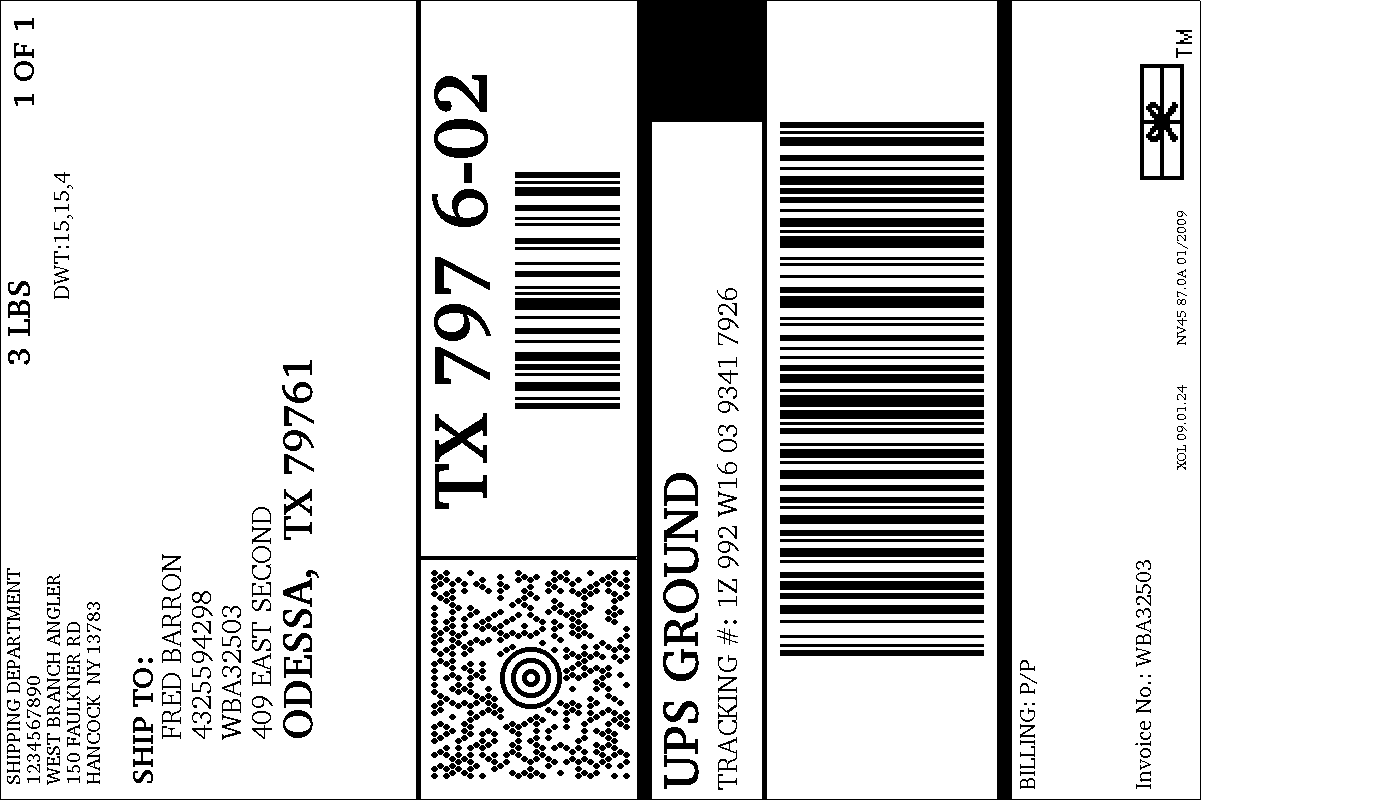 SHIPPING DEPARTMENT
1234567890
WEST BRANCH ANGLER
150 FAULKNER RD
HANCOCK NY 13783
3 LBS
1 OF 1
DWT:15,15,4
SHIP TO:
FRED BARRON
4325594298
WBA32503
409 EAST SECOND
ODESSA, TX 79761
TX 797 6-02
UPS GROUND
TRACKING #: 1Z 992 W16 03 9341 7926
BILLING: P/P
Invoice No.: WBA32503
XOL 09.01.24
NV45 87.0A 01/2009
TM